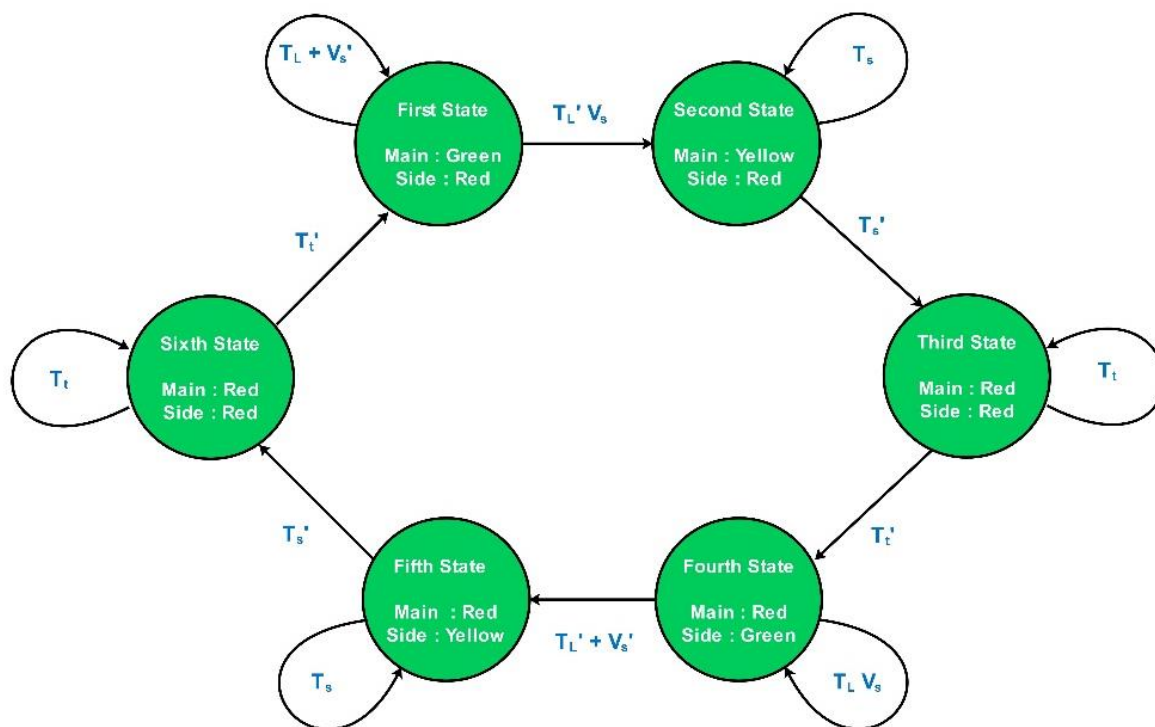 T_L + V_s'
First State
Main : Green
Side : Red
T_L' V_s
Second State
Main : Yellow
Side : Red
T_s
T_s'
Third State
Main : Red
Side : Red
T_t
T_t'
Fourth State
Main : Red
Side : Green
T_L V_s
T_L' + V_s'
Fifth State
Main : Red
Side : Yellow
T_s
T_s'
Sixth State
Main : Red
Side : Red
T_t
T_t'